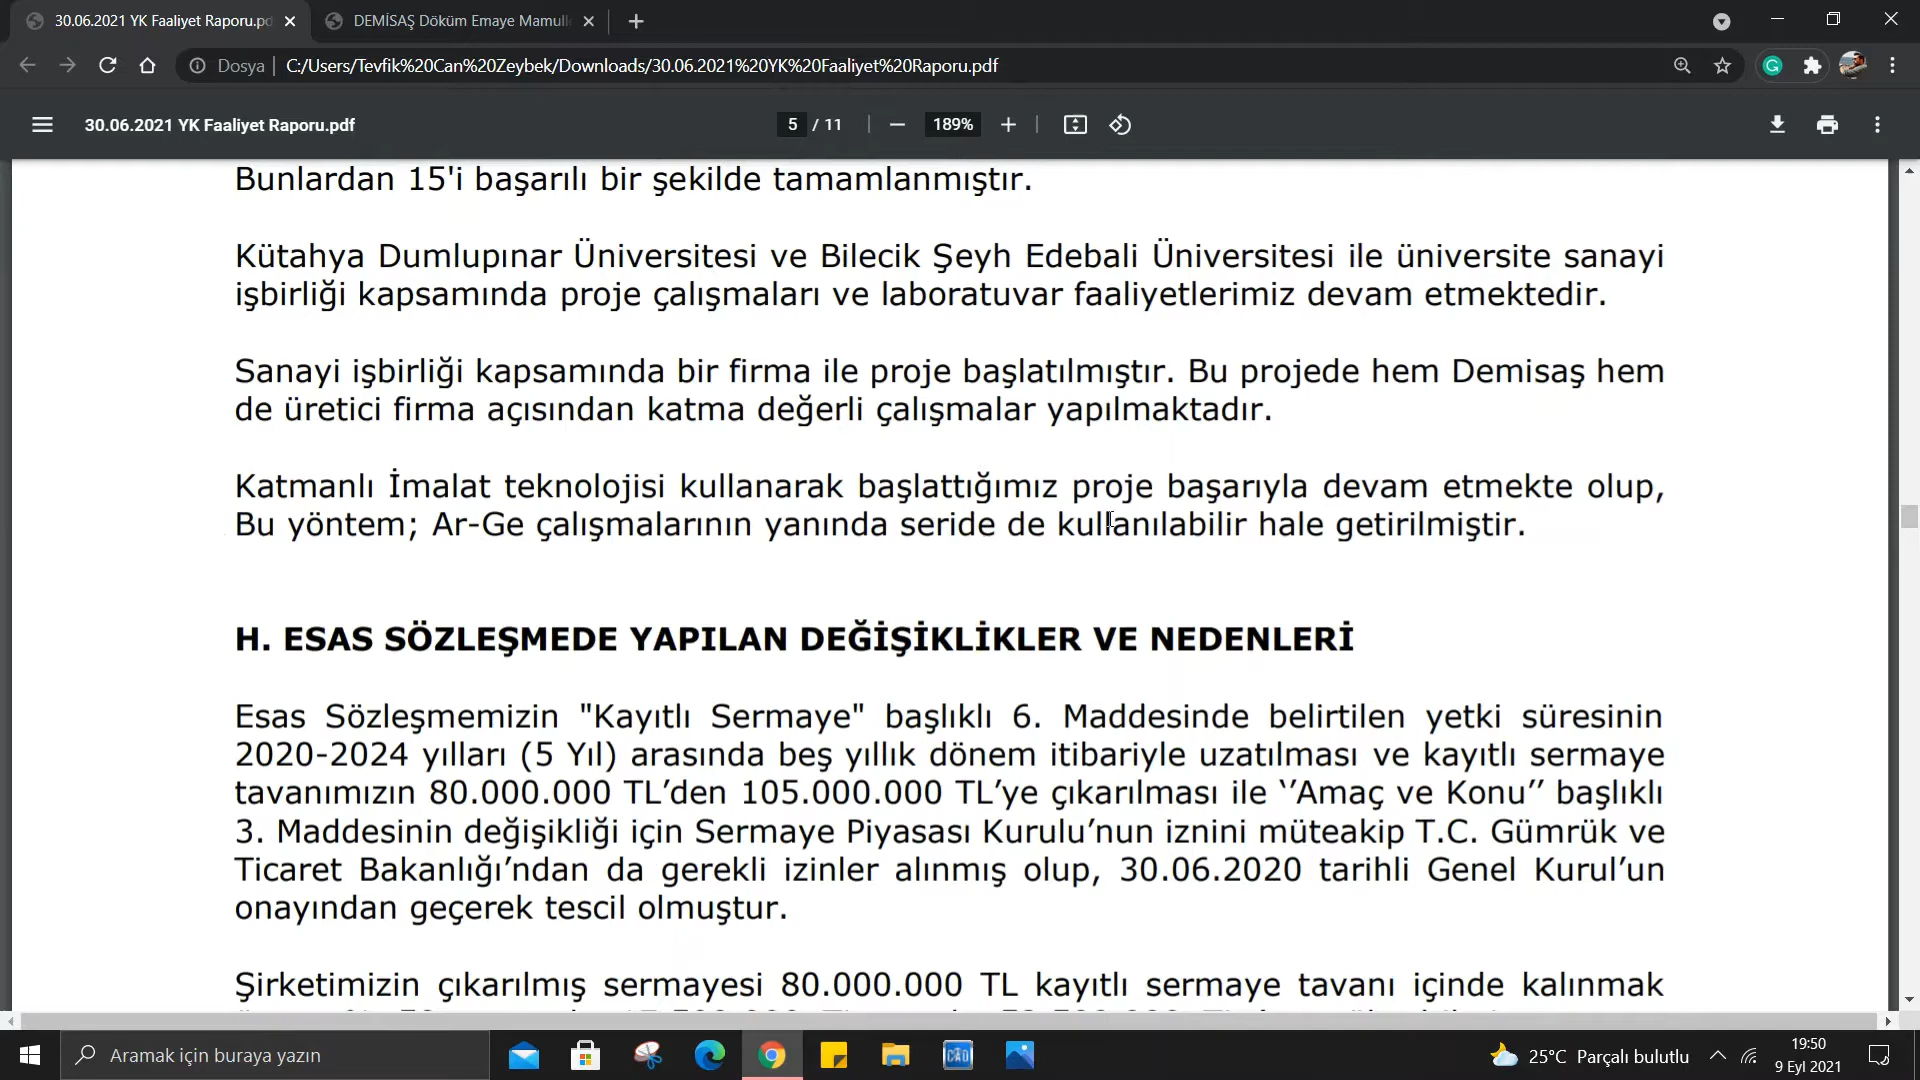 30.06.2021 YK Faaliyet Raporu.pd
DEMİSAŞ Döküm Emaye Mamull
Dosya
C:/Users/Tevfik%20Can%20Zeybek/Downloads/30.06.2021%20YK%20Faaliyet%20Raporu.pdf
30.06.2021 YK Faaliyet Raporu.pdf
5 / 11
189%
Bunlardan 15'i başarılı bir şekilde tamamlanmıştır.
Kütahya Dumlupınar Üniversitesi ve Bilecik Şeyh Edebali Üniversitesi ile üniversite sanayi
işbirliği kapsamında proje çalışmaları ve laboratuvar faaliyetlerimiz devam etmektedir.
Sanayi işbirliği kapsamında bir firma ile proje başlatılmıştır. Bu projede hem Demisaş hem
de üretici firma açısından katma değerli çalışmalar yapılmaktadır.
Katmanlı İmalat teknolojisi kullanarak başlattığımız proje başarıyla devam etmekte olup,
Bu yöntem; Ar-Ge çalışmalarının yanında seride de kullanılabilir hale getirilmiştir.
H. ESAS SÖZLEŞMEDE YAPILAN DEĞİŞİKLİKLER VE NEDENLERİ
Esas Sözleşmemizin "Kayıtlı Sermaye" başlıklı 6. Maddesinde belirtilen yetki süresinin
2020-2024 yılları (5 Yıl) arasında beş yıllık dönem itibariyle uzatılması ve kayıtlı sermaye
tavanımızın 80.000.000 TL’den 105.000.000 TL’ye çıkarılması ile ‘’Amaç ve Konu’’ başlıklı
3. Maddesinin değişikliği için Sermaye Piyasası Kurulu’nun iznini müteakip T.C. Gümrük ve
Ticaret Bakanlığı’ndan da gerekli izinler alınmış olup, 30.06.2020 tarihli Genel Kurul’un
onayından geçerek tescil olmuştur.
Şirketimizin çıkarılmış sermayesi 80.000.000 TL kayıtlı sermaye tavanı içinde kalınmak
Aramak için buraya yazın
25°C Parçalı bulutlu
19:50
9 Eyl 2021